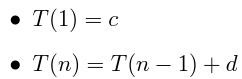 • T(1) = c
• T(n) = T(n − 1) + d